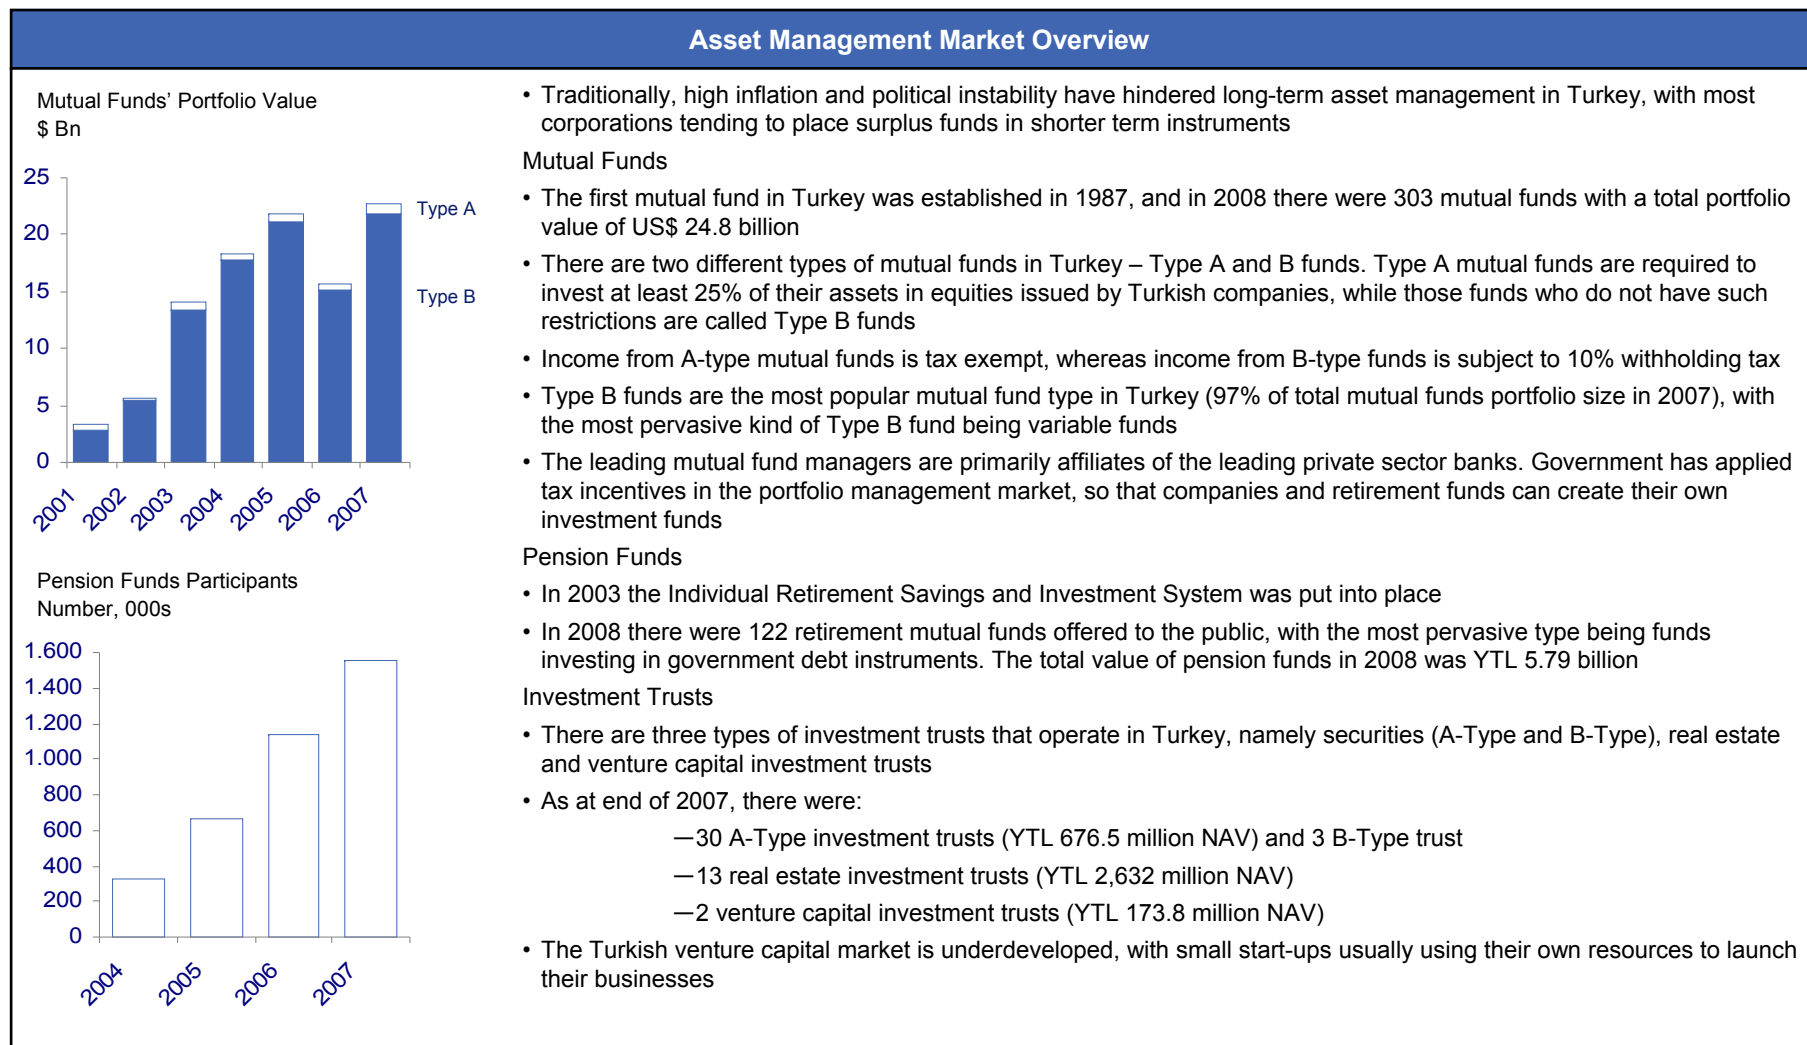 Asset Management Market Overview
Mutual Funds' Portfolio Value
$ Bn
25
20
15
10
5
0
Type A
Type B
2001
2002
2003
2004
2005
2006
2007
Pension Funds Participants
Number, 000s
1.600
1.400
1.200
1.000
800
600
400
200
0
2004
2005
2006
2007
• Traditionally, high inflation and political instability have hindered long-term asset management in Turkey, with most
corporations tending to place surplus funds in shorter term instruments
Mutual Funds
• The first mutual fund in Turkey was established in 1987, and in 2008 there were 303 mutual funds with a total portfolio
value of US$ 24.8 billion
• There are two different types of mutual funds in Turkey – Type A and B funds. Type A mutual funds are required to
invest at least 25% of their assets in equities issued by Turkish companies, while those funds who do not have such
restrictions are called Type B funds
• Income from A-type mutual funds is tax exempt, whereas income from B-type funds is subject to 10% withholding tax
• Type B funds are the most popular mutual fund type in Turkey (97% of total mutual funds portfolio size in 2007), with
the most pervasive kind of Type B fund being variable funds
• The leading mutual fund managers are primarily affiliates of the leading private sector banks. Government has applied
tax incentives in the portfolio management market, so that companies and retirement funds can create their own
investment funds
Pension Funds
• In 2003 the Individual Retirement Savings and Investment System was put into place
• In 2008 there were 122 retirement mutual funds offered to the public, with the most pervasive type being funds
investing in government debt instruments. The total value of pension funds in 2008 was YTL 5.79 billion
Investment Trusts
• There are three types of investment trusts that operate in Turkey, namely securities (A-Type and B-Type), real estate
and venture capital investment trusts
• As at end of 2007, there were:
—30 A-Type investment trusts (YTL 676.5 million NAV) and 3 B-Type trust
—13 real estate investment trusts (YTL 2,632 million NAV)
—2 venture capital investment trusts (YTL 173.8 million NAV)
• The Turkish venture capital market is underdeveloped, with small start-ups usually using their own resources to launch
their businesses